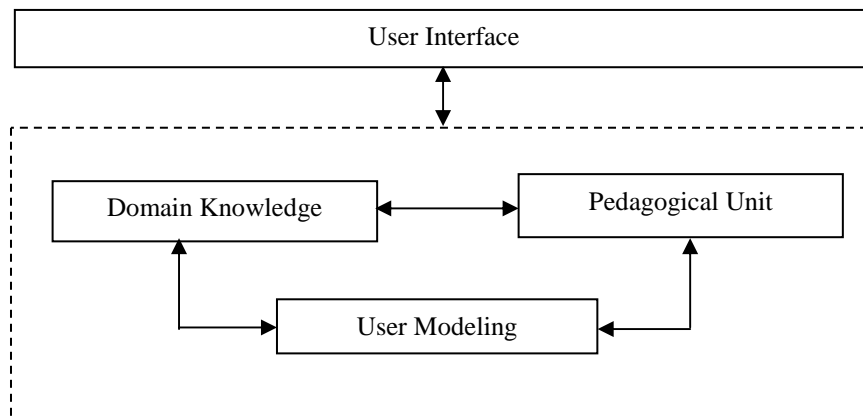 User Interface
Domain Knowledge
Pedagogical Unit
User Modeling